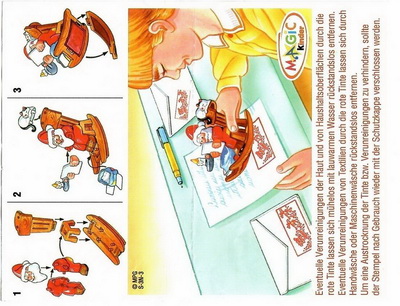 MAGIC
Kinder
1
2
3
© MPG
S-3N-3
Eventuelle Verunreinigungen der Haut und von Haushaltsoberflächen durch die
rote Tinte lassen sich mühelos mit lauwarmem Wasser rückstandslos entfernen.
Eventuelle Verunreinigungen von Textilien durch die rote Tinte lassen sich durch
Handwäsche oder Maschinenwäsche rückstandslos entfernen.
Um eine Austrocknung der Tinte bzw. Verunreinigungen zu vermindern, sollte
der Stempel nach Gebrauch wieder mit der Schutzkappe verschlossen werden.